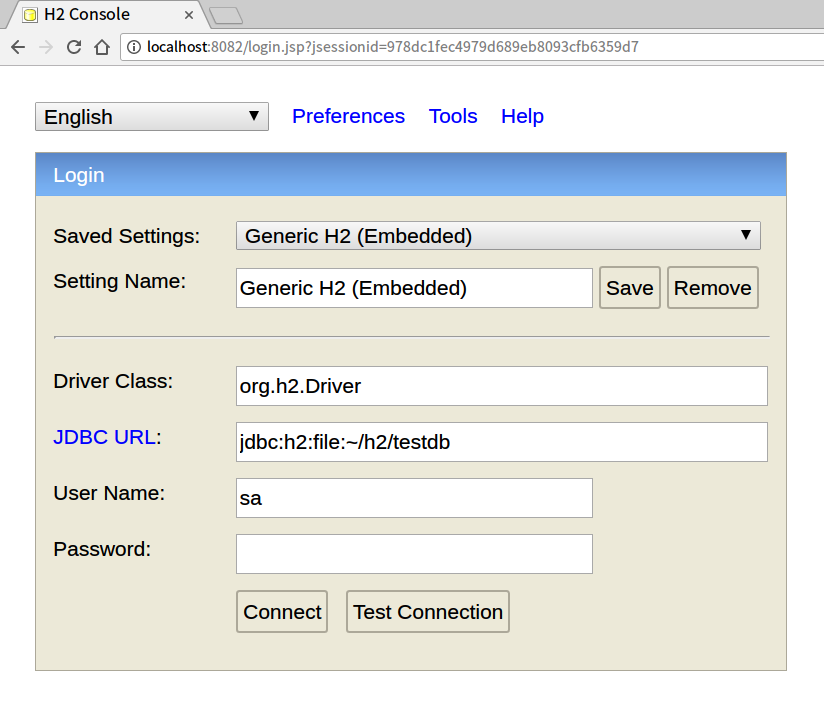 H2 Console
localhost:8082/login.jsp?jsessionid=978dc1fec4979d689eb8093cfb6359d7
English Preferences Tools Help
Login
Saved Settings: Generic H2 (Embedded)
Setting Name: Generic H2 (Embedded) Save Remove
Driver Class: org.h2.Driver
JDBC URL: jdbc:h2:file:~/h2/testdb
User Name: sa
Password:
Connect Test Connection